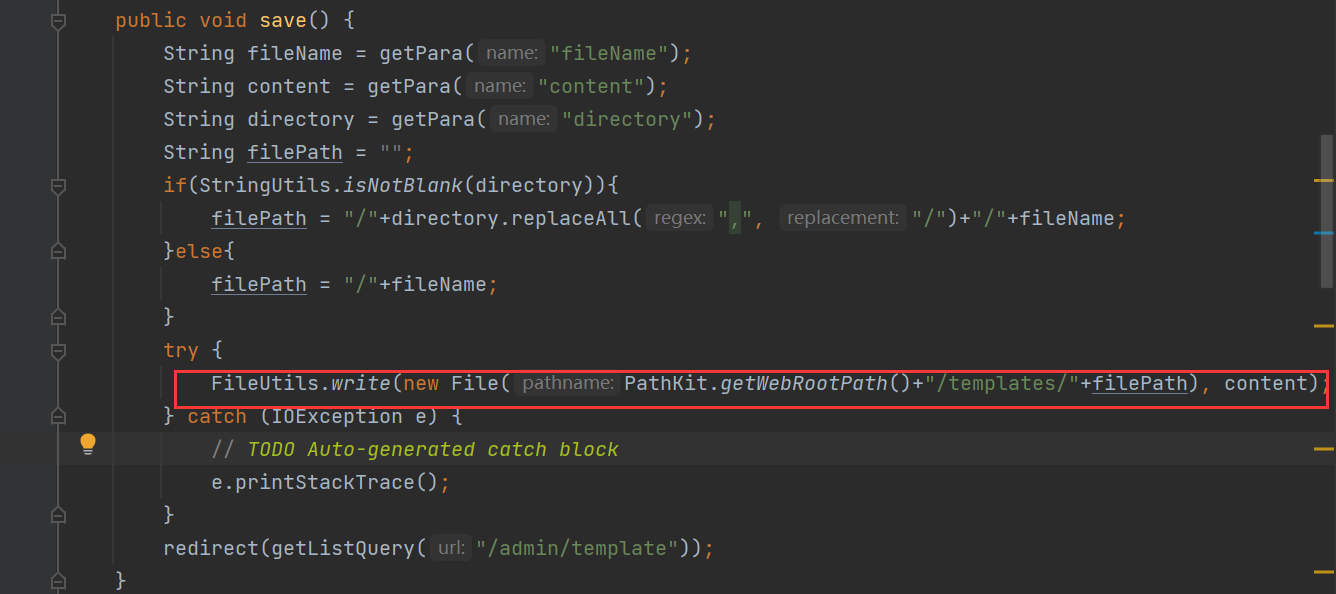 public void save() {
String fileName = getPara( name: "fileName");
String content = getPara( name: "content");
String directory = getPara( name: "directory");
String filePath = "";
if(StringUtils.isNotBlank(directory)){
filePath = "/"+directory.replaceAll( regex: ",", replacement: "/")+"/"+fileName;
}else{
filePath = "/"+fileName;
}
try {
FileUtils.write(new File( pathname: PathKit.getWebRootPath()+"/templates/"+filePath), content);
} catch (IOException e) {
// TODO Auto-generated catch block
e.printStackTrace();
}
redirect(getListQuery( url: "/admin/template"));
}